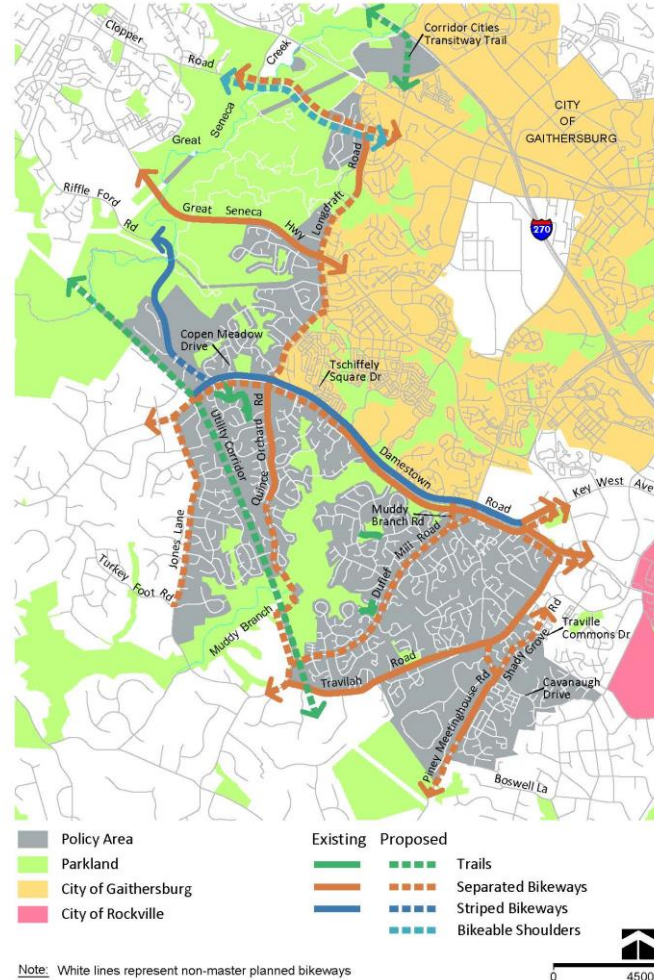 Corridor Cities
Transitway Trail
Clopper
Road
Creek
Seneca
Great
CITY
OF
GAITHERSBURG
Road
Longdraft
270
Riffle Ford
Rd
Great Seneca
Hwy
Copen Meadow
Drive
Tschiffely
Square Dr
Quince Orchard Rd
Utility Corridor
Darnestown
Road
Key West Ave
Muddy
Branch Rd
Jones Lane
Duflef Mill Road
Turkey Foot Rd
Muddy Branch
Travilah Road
Shady Grove Rd
Traville
Commons Dr
Piney Meetinghouse Rd
Cavanaugh
Drive
Boswell La
Policy Area
Parkland
City of Gaithersburg
City of Rockville
Existing Proposed
Trails
Separated Bikeways
Striped Bikeways
Bikeable Shoulders
Note: White lines represent non-master planned bikeways
0 4500